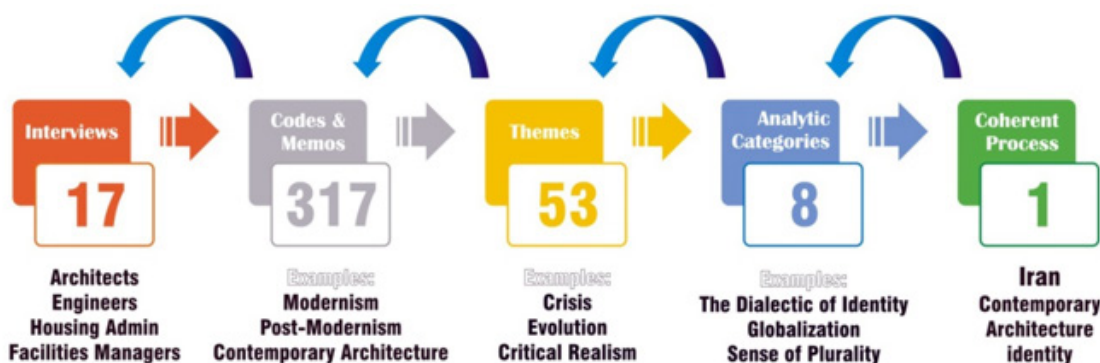 Interviews
17
Architects
Engineers
Housing Admin
Facilities Managers
Codes &
Memos
317
Examples:
Modernism
Post-Modernism
Contemporary Architecture
Themes
53
Examples:
Crisis
Evolution
Critical Realism
Analytic
Categories
8
Examples:
The Dialectic of Identity
Globalization
Sense of Plurality
Coherent
Process
1
Iran
Contemporary
Architecture
identity